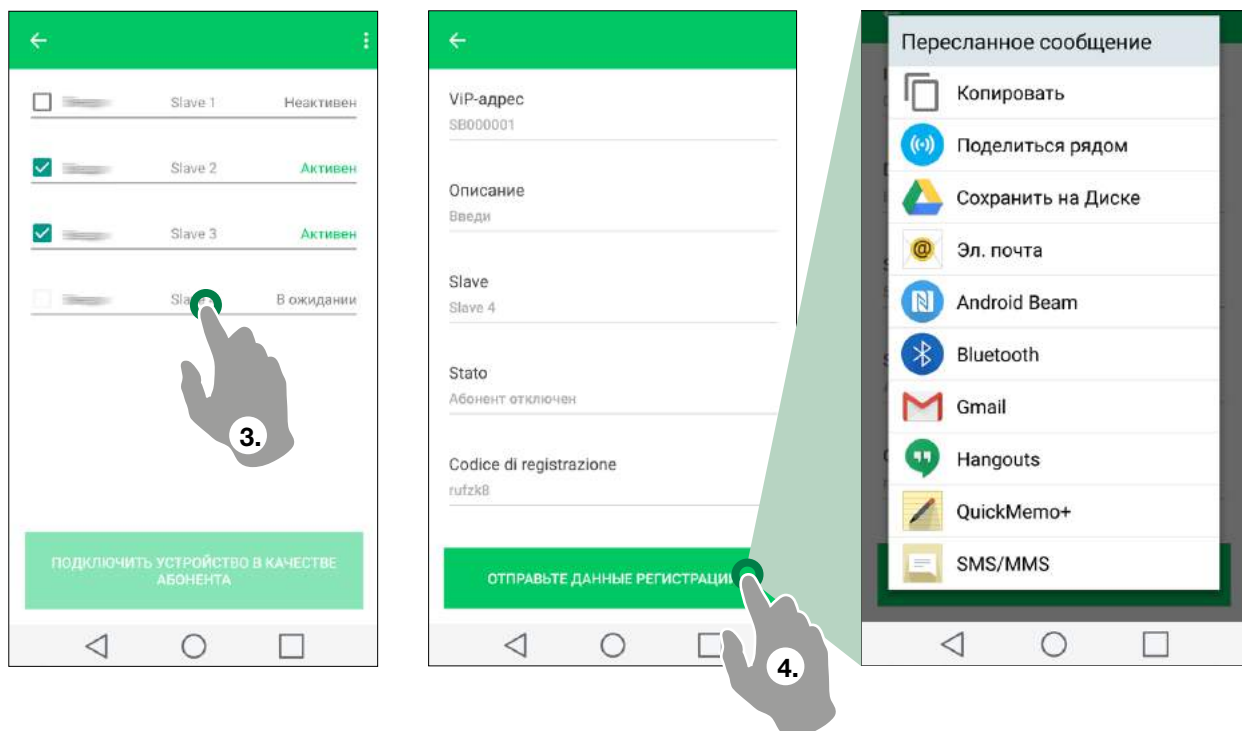 Slave 1 Неактивен
Slave 2 Активен
Slave 3 Активен
В ожидании
ПОДКЛЮЧИТЬ УСТРОЙСТВО В КАЧЕСТВЕ
АБОНЕНТА
3.
ViP-адрес
SB000001
Описание
Введи
Slave
Slave 4
Stato
Абонент отключен
Codice di registrazione
rufzk8
ОТПРАВЬТЕ ДАННЫЕ РЕГИСТРАЦИИ
4.
Пересланное сообщение
Копировать
Поделиться рядом
Сохранить на Диске
Эл. почта
Android Beam
Bluetooth
Gmail
Hangouts
QuickMemo+
SMS/MMS